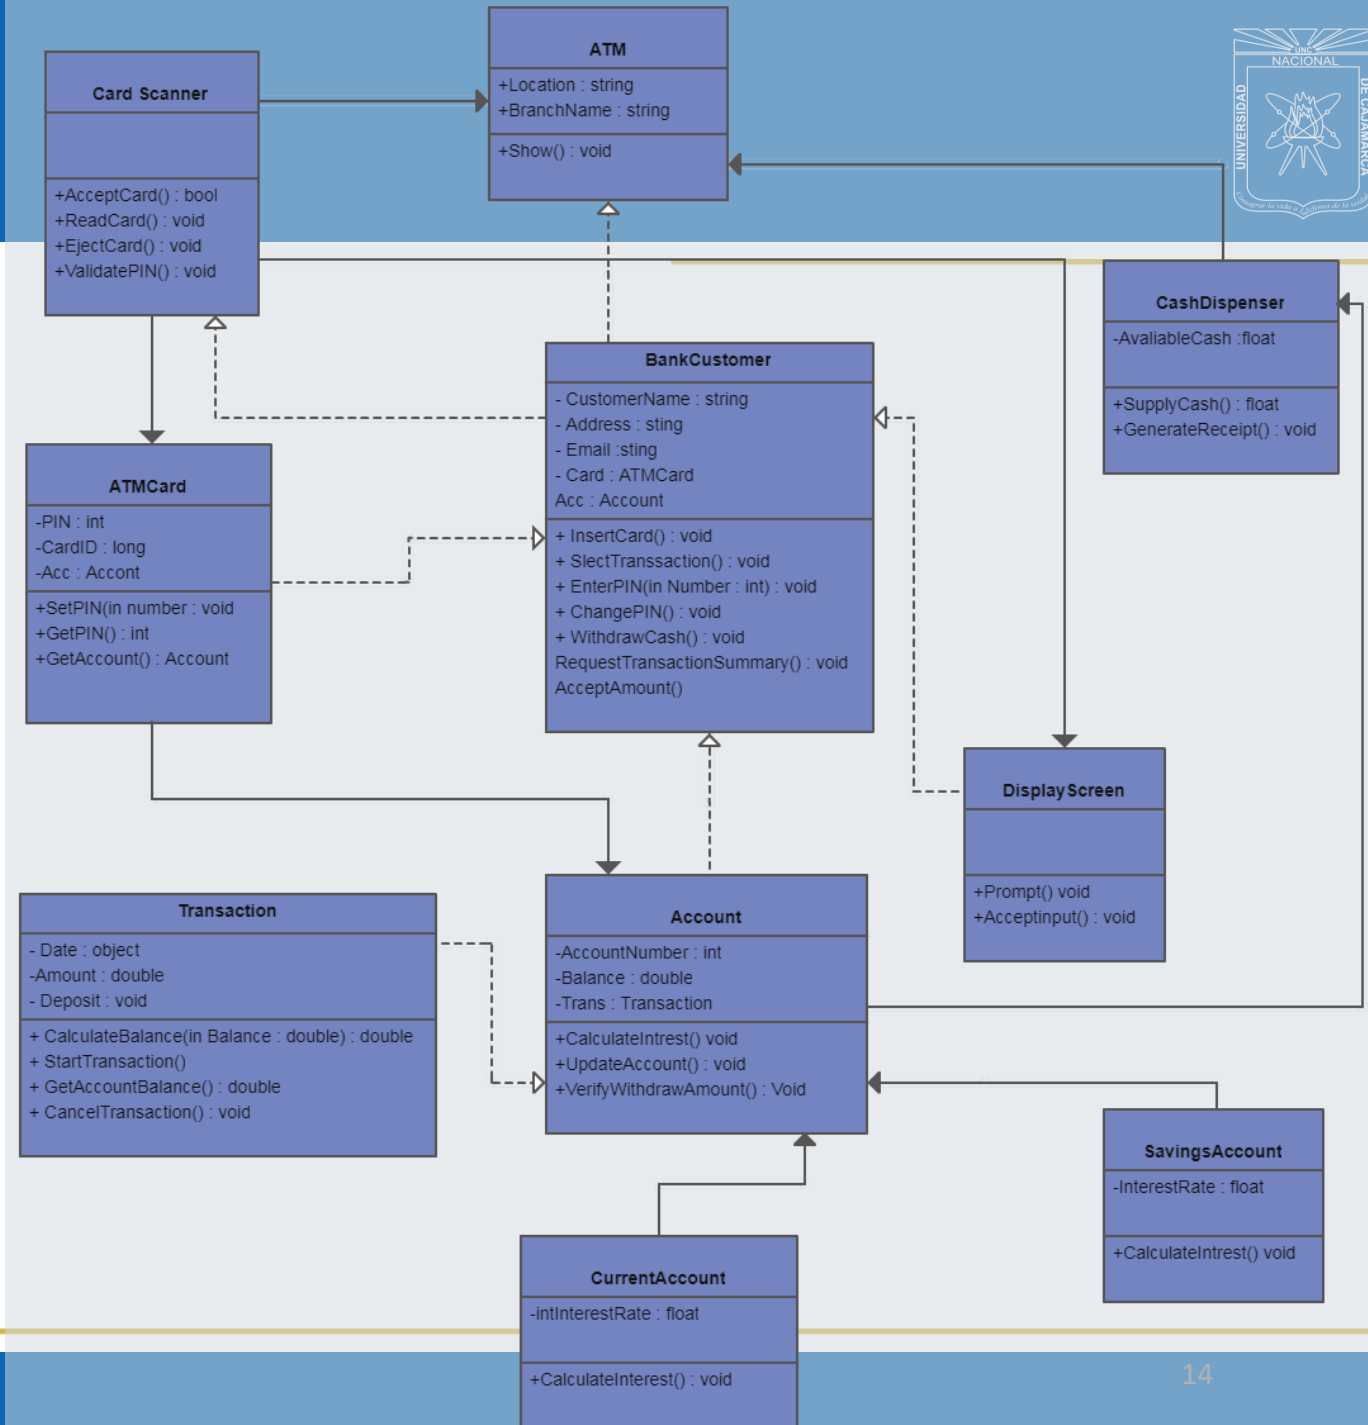 ATM
+Location : string
+BranchName : string
+Show() : void
Card Scanner
+AcceptCard() : bool
+ReadCard() : void
+EjectCard() : void
+ValidatePIN() : void
UNC
NACIONAL
UNIVERSIDAD
DE CAJAMARCA
CashDispenser
-AvaliableCash :float
+SupplyCash() : float
+GenerateReceipt() : void
BankCustomer
- CustomerName : string
- Address : sting
- Email :sting
- Card : ATMCard
Acc : Account
+ InsertCard() : void
+ SlectTranssaction() : void
+ EnterPIN(in Number : int) : void
+ ChangePIN() : void
+ WithdrawCash() : void
RequestTransactionSummary() : void
AcceptAmount()
ATMCard
-PIN : int
-CardID : long
-Acc : Accont
+SetPIN(in number : void
+GetPIN() : int
+GetAccount() : Account
DisplayScreen
+Prompt() void
+Acceptinput() : void
Transaction
- Date : object
-Amount : double
- Deposit : void
+ CalculateBalance(in Balance : double) : double
+ StartTransaction()
+ GetAccountBalance() : double
+ CancelTransaction() : void
Account
-AccountNumber : int
-Balance : double
-Trans : Transaction
+CalculateIntrest() void
+UpdateAccount() : void
+VerifyWithdrawAmount() : Void
SavingsAccount
-InterestRate : float
+CalculateIntrest() void
CurrentAccount
-intInterestRate : float
+CalculateInterest() : void
14